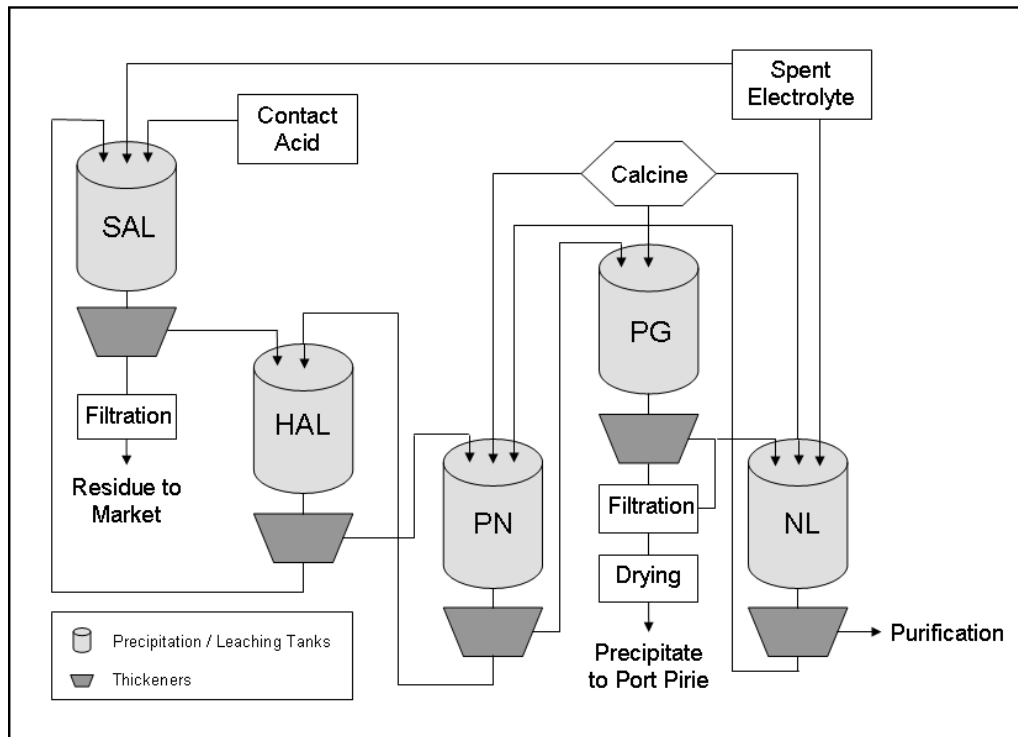 Spent
Electrolyte
Contact
Acid
Calcine
SAL
PG
HAL
Filtration
PN
Filtration
NL
Residue to
Market
Drying
Precipitation / Leaching Tanks
Thickeners
Precipitate
to Port Pirie
Purification